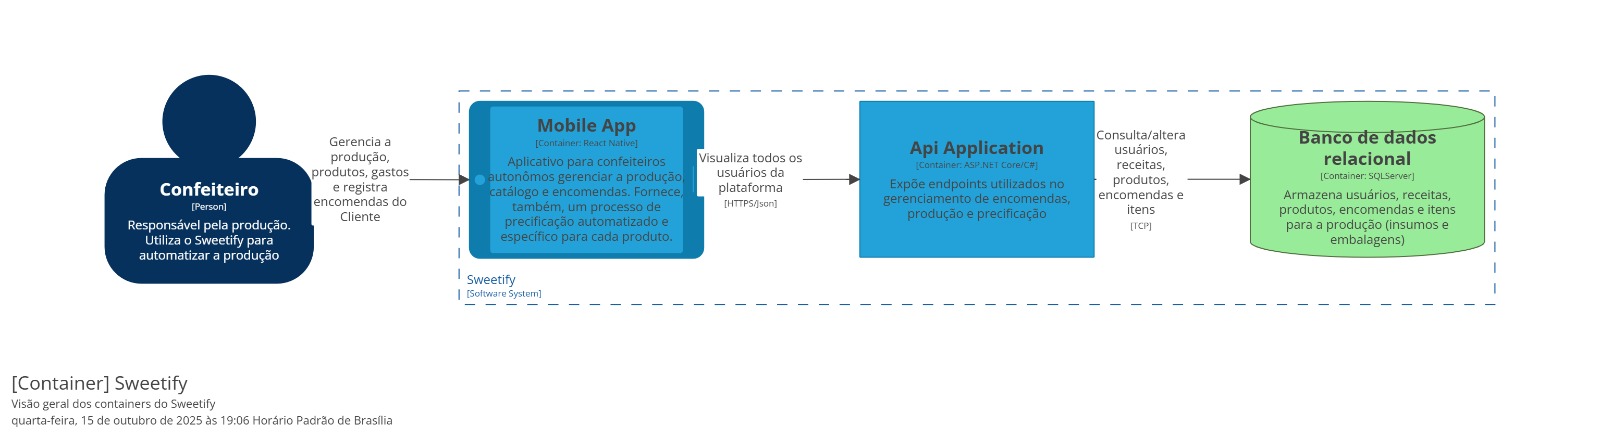 Confeiteiro
[Person]
Responsável pela produção.
Utiliza o Sweetify para
automatizar a produção
Gerencia a
produção,
produtos, gastos
e registra
encomendas do
Cliente
Mobile App
[Container: React Native]
Aplicativo para confeiteiros
autonômos gerenciar a produção,
catálogo e encomendas. Fornece,
também, um processo de
precificação automatizado e
específico para cada produto.
Visualiza todos os
usuários da
plataforma
[HTTPS/Json]
Api Application
[Container: ASP.NET Core/C#]
Expõe endpoints utilizados no
gerenciamento de encomendas,
produção e precificação
Consulta/altera
usuários,
receitas,
produtos,
encomendas e
itens
[TCP]
Banco de dados
relacional
[Container: SQLServer]
Armazena usuários, receitas,
produtos, encomendas e itens
para a produção (insumos e
embalagens)
Sweetify
[Software System]
[Container] Sweetify
Visão geral dos containers do Sweetify
quarta-feira, 15 de outubro de 2025 às 19:06 Horário Padrão de Brasília